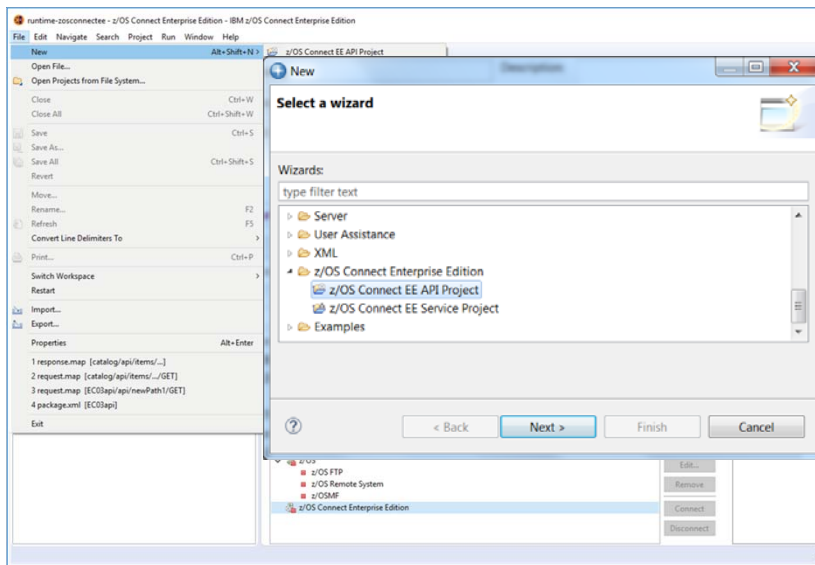 runtime-zosconnectee - z/OS Connect Enterprise Edition - IBM z/OS Connect Enterprise Edition
File Edit Navigate Search Project Run Window Help
New Alt+Shift+N >
z/OS Connect EE API Project
Open File...
Open Projects from File System...
Close Ctrl+W
Close All Ctrl+Shift+W
Save Ctrl+S
Save As...
Save All Ctrl+Shift+S
Revert
Move...
Rename... F2
Refresh F5
Convert Line Delimiters To >
Print... Ctrl+P
Switch Workspace >
Restart
Import...
Export...
Properties Alt+Enter
1 response.map [catalog/api/items/...]
2 request.map [catalog/api/items/.../GET]
3 request.map [EC03api/api/newPath1/GET]
4 package.xml [EC03api]
Exit
New
Description
Select a wizard
Wizards:
type filter text
Server
User Assistance
XML
z/OS Connect Enterprise Edition
z/OS Connect EE API Project
z/OS Connect EE Service Project
Examples
? < Back Next > Finish Cancel
z/OS
z/OS FTP
z/OS Remote System
z/OSMF
z/OS Connect Enterprise Edition
Edit...
Remove
Connect
Disconnect